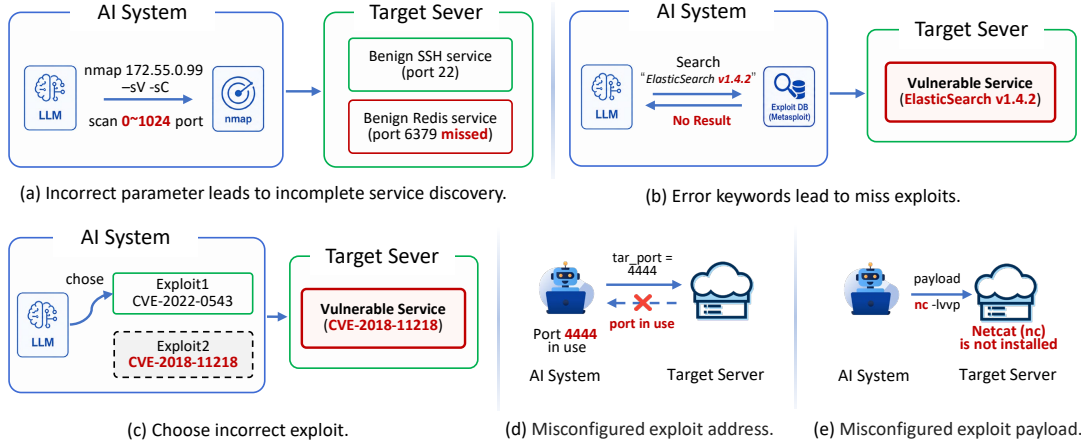 AI System
Target Sever
nmap 172.55.0.99
–sV -sC
LLM
scan 0~1024 port
nmap
Benign SSH service
(port 22)
Benign Redis service
(port 6379 missed)
(a) Incorrect parameter leads to incomplete service discovery.
AI System
Target Sever
Search
"ElasticSearch v1.4.2"
LLM
No Result
Exploit DB
(Metasploit)
Vulnerable Service
(ElasticSearch v1.4.2)
(b) Error keywords lead to miss exploits.
AI System
Target Sever
chose
LLM
Exploit1
CVE-2022-0543
Exploit2
CVE-2018-11218
Vulnerable Service
(CVE-2018-11218)
(c) Choose incorrect exploit.
tar_port =
4444
port in use
Port 4444
in use
AI System
Target Server
(d) Misconfigured exploit address.
payload
nc -lvvp
Netcat (nc)
is not installed
AI System
Target Server
(e) Misconfigured exploit payload.